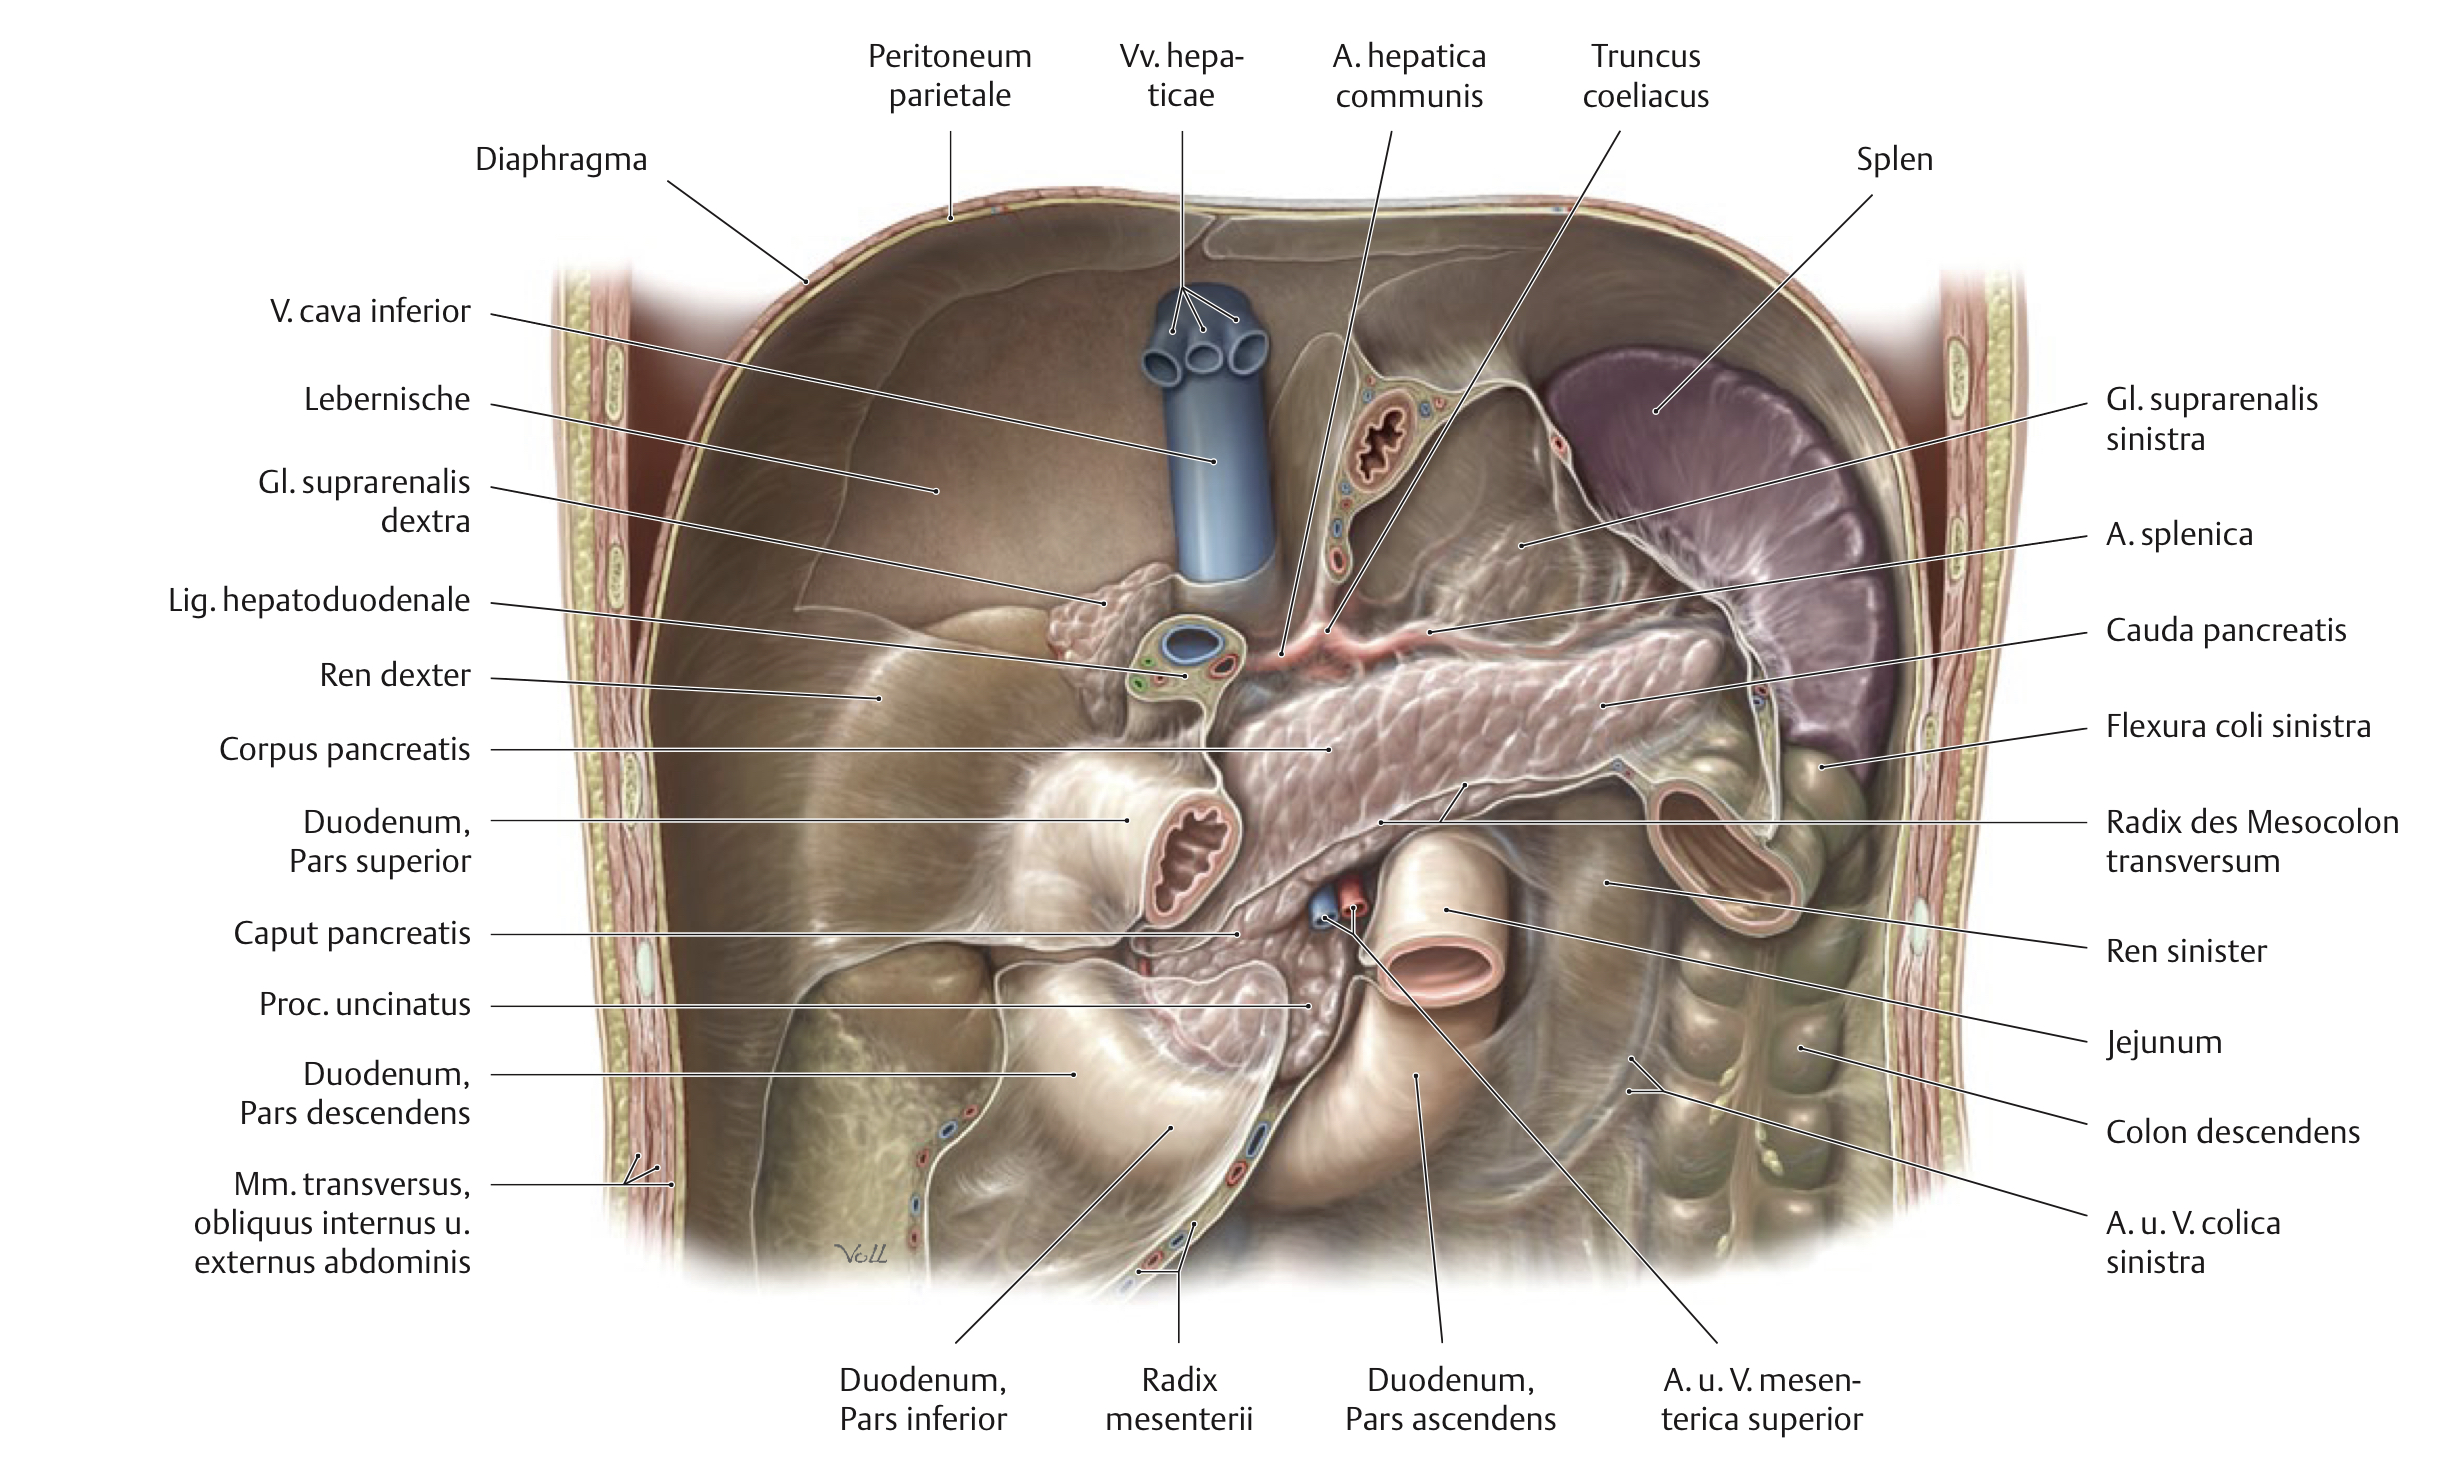 Peritoneum
parietale
Vv. hepa-
ticae
A. hepatica
communis
Truncus
coeliacus
Diaphragma
Splen
V. cava inferior
Lebernische
Gl. suprarenalis
dextra
Lig. hepatoduodenale
Ren dexter
Corpus pancreatis
Duodenum,
Pars superior
Caput pancreatis
Proc. uncinatus
Duodenum,
Pars descendens
Mm. transversus,
obliquus internus u.
externus abdominis
Gl. suprarenalis
sinistra
A. splenica
Cauda pancreatis
Flexura coli sinistra
Radix des Mesocolon
transversum
Ren sinister
Jejunum
Colon descendens
A. u. V. colica
sinistra
Voll
Duodenum,
Pars inferior
Radix
mesenterii
Duodenum,
Pars ascendens
A. u. V. mesen-
terica superior